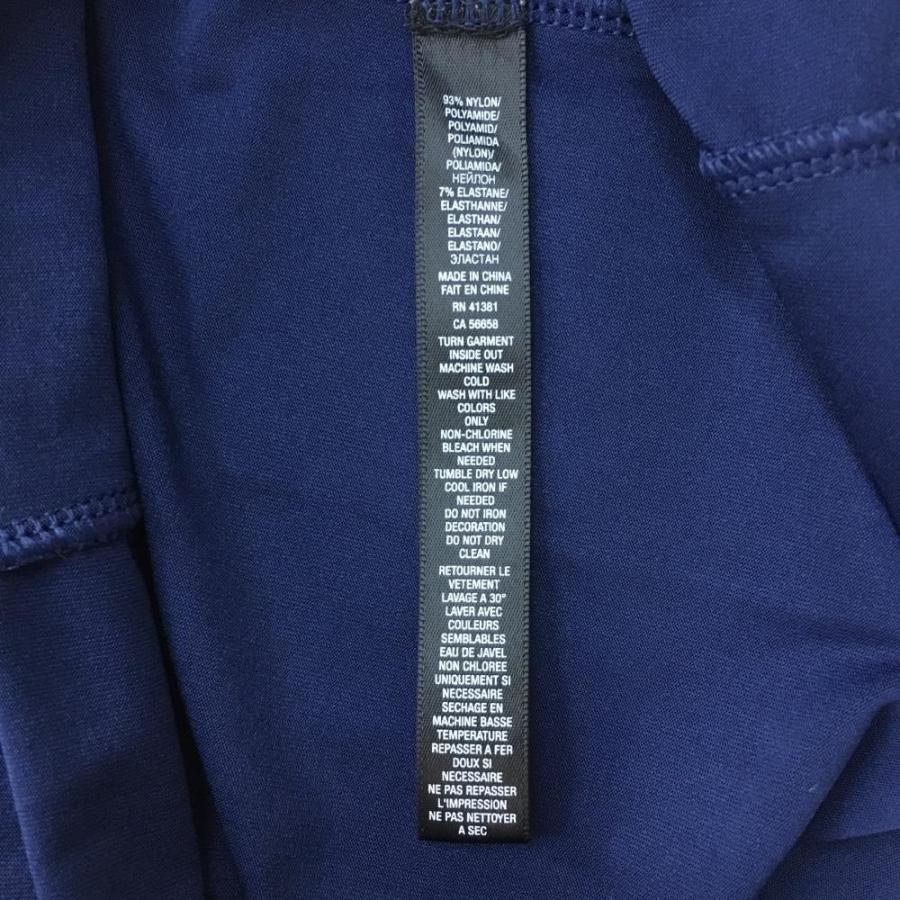 93% NYLON/
POLYAMIDE/
POLYAMID/
POLIAMIDA
(NYLON)/
POLIAMIDA/
НЕЙЛОН
7% ELASTANE/
ELASTHANNE/
ELASTHAN/
ELASTAAN/
ELASTANO/
ЭЛАСТАН
MADE IN CHINA
FAIT EN CHINE
RN 41381
CA 56658
TURN GARMENT
INSIDE OUT
MACHINE WASH
COLD
WASH WITH LIKE
COLORS
ONLY
NON-CHLORINE
BLEACH WHEN
NEEDED
TUMBLE DRY LOW
COOL IRON IF
NEEDED
DO NOT IRON
DECORATION
DO NOT DRY
CLEAN
RETOURNER LE
VETEMENT
LAVAGE A 30°
LAVER AVEC
COULEURS
SEMBLABLES
EAU DE JAVEL
NON CHLOREE
UNIQUEMENT SI
NECESSAIRE
SECHAGE EN
MACHINE BASSE
TEMPERATURE
REPASSER A FER
DOUX SI
NECESSAIRE
NE PAS REPASSER
L'IMPRESSION
NE PAS NETTOYER
A SEC